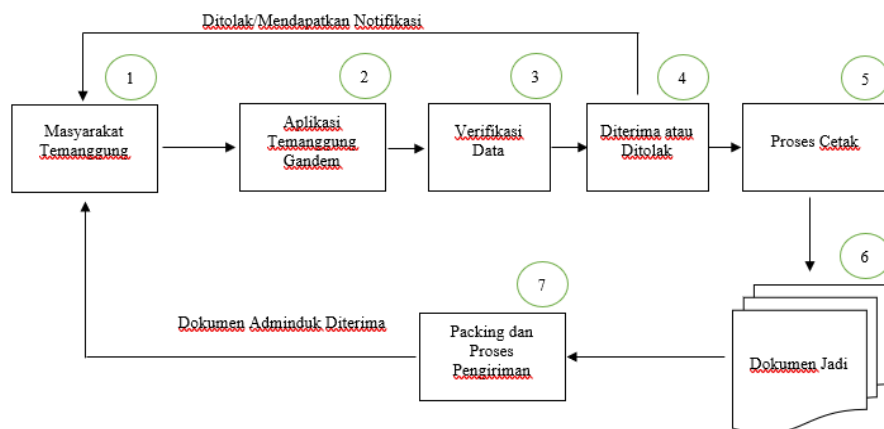 Ditolak/Mendapatkan Notifikasi
1
2
3
4
5
Masyarakat
Temanggung
Aplikasi
Temanggung
Gandem
Verifikasi
Data
Diterima atau
Ditolak
Proses Cetak
6
7
Dokumen Adminduk Diterima
Packing dan
Proses
Pengiriman
Dokumen Jadi